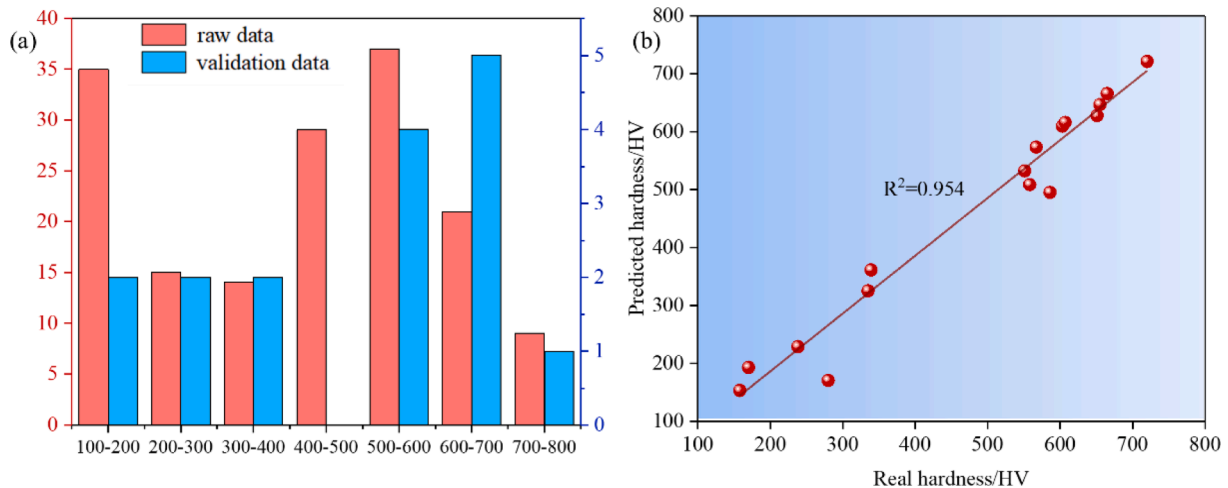 (a)
raw data
validation data
40
35
30
25
20
15
10
5
0
5
4
3
2
1
0
100-200 200-300 300-400 400-500 500-600 600-700 700-800
(b)
R²=0.954
Predicted hardness/HV
800
700
600
500
400
300
200
100
100 200 300 400 500 600 700 800
Real hardness/HV